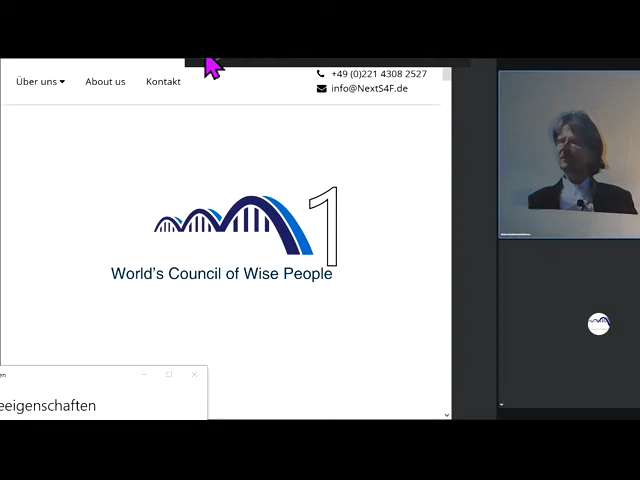 Über uns
About us
Kontakt
+49 (0)221 4308 2527
info@NextS4F.de
1
World's Council of Wise People
en
eeigenschaften